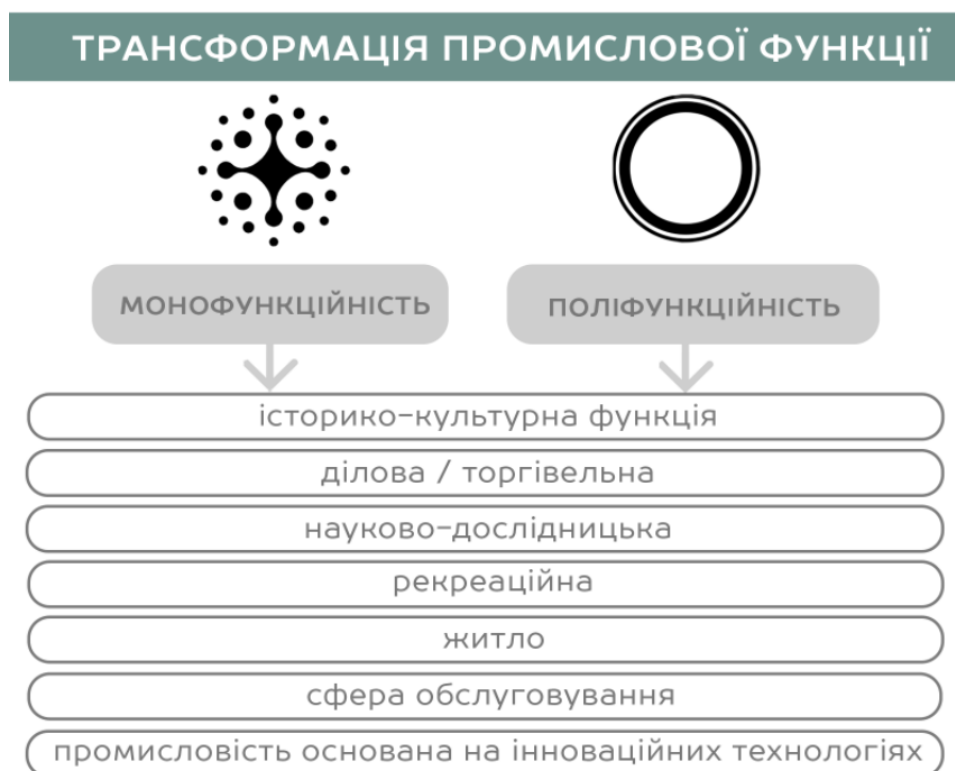 ТРАНСФОРМАЦІЯ ПРОМИСЛОВОЇ ФУНКЦІЇ
МОНОФУНКЦІЙНІСТЬ
ПОЛІФУНКЦІЙНІСТЬ
історико-культурна функція
ділова / торгівельна
науково-дослідницька
рекреаційна
житло
сфера обслуговування
промисловість основана на інноваційних технологіях